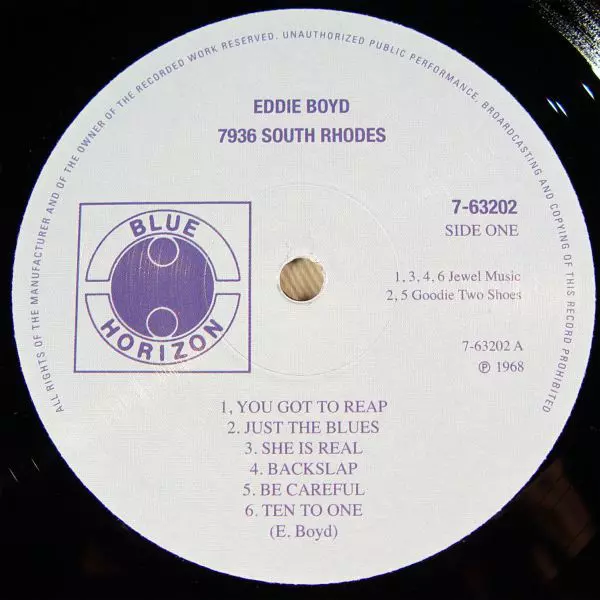 ALL RIGHTS OF THE MANUFACTURER AND OF THE OWNER OF THE RECORDED WORK RESERVED. UNAUTHORIZED PUBLIC PERFORMANCE, BROADCASTING AND COPYING OF THIS RECORD PROHIBITED
EDDIE BOYD
7936 SOUTH RHODES
BLUE
HORIZON
7-63202
SIDE ONE
1, 3, 4, 6 Jewel Music
2, 5 Goodie Two Shoes
7-63202 A
℗ 1968
1, YOU GOT TO REAP
2. JUST THE BLUES
3. SHE IS REAL
4. BACKSLAP
5. BE CAREFUL
6. TEN TO ONE
(E. Boyd)